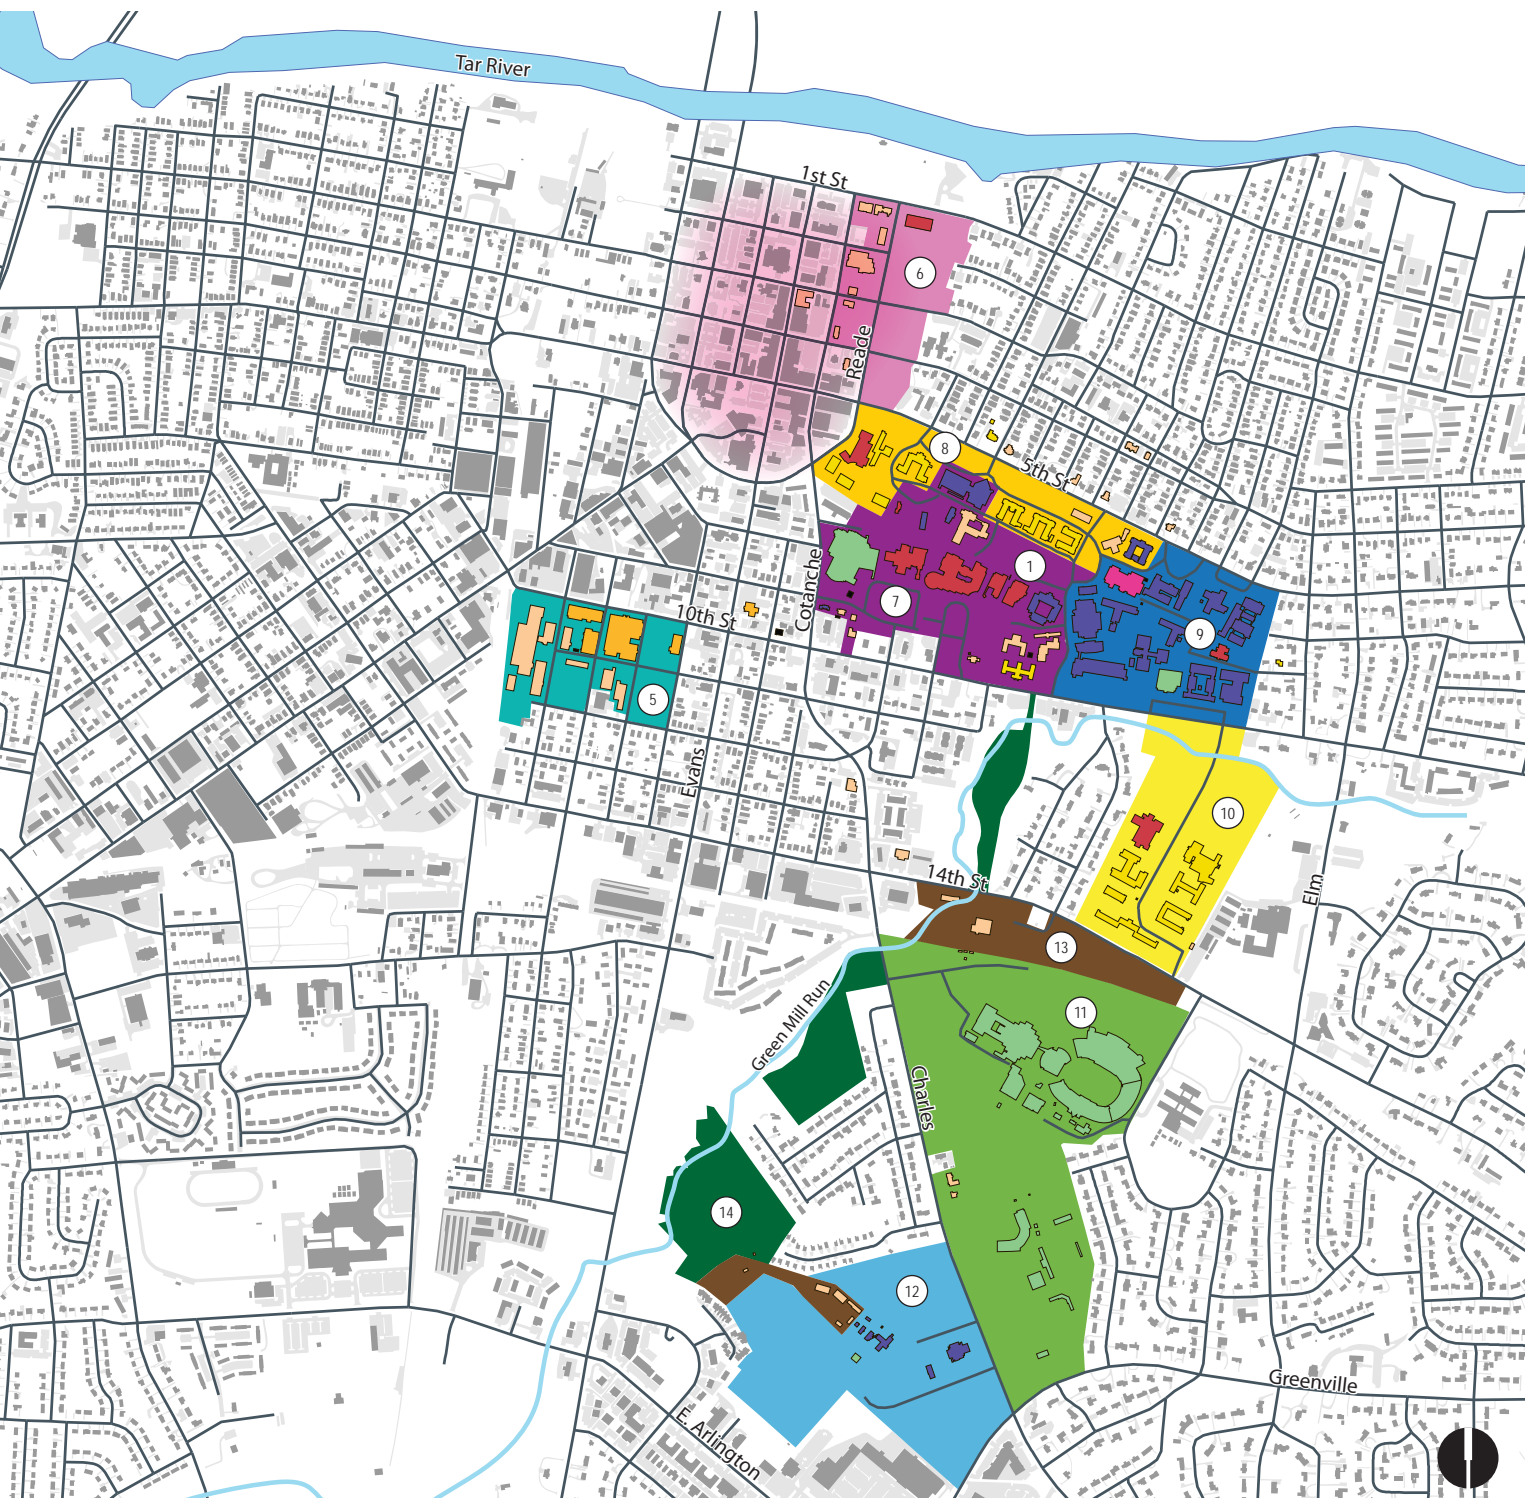 Tar River
1st St
6
Reade
8
5th St
1
7
Cotanche
10th St
9
5
Evans
10
14th St
Elm
13
11
Green Mill Run
Charles
14
12
Greenville
E. Arlington